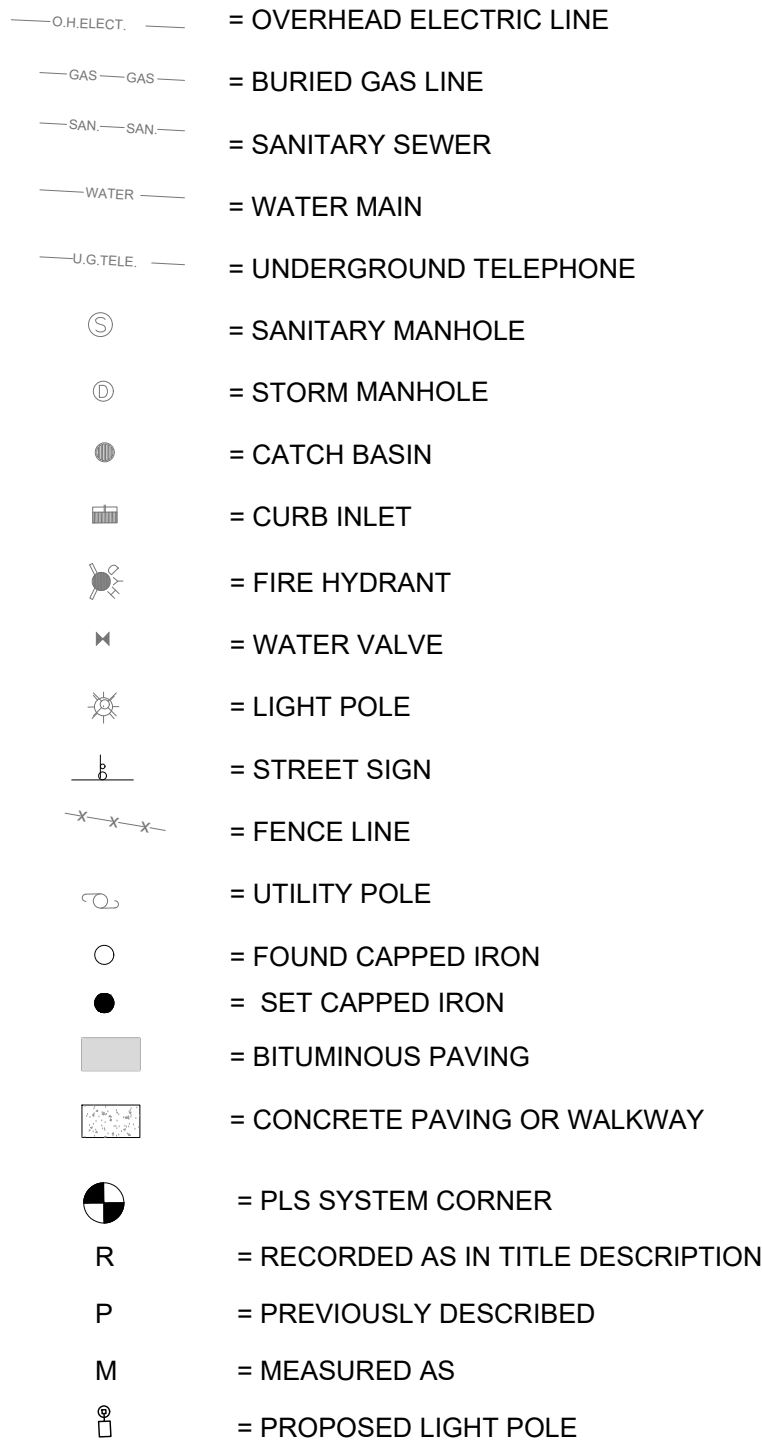 O.H.ELECT. = OVERHEAD ELECTRIC LINE
GAS GAS = BURIED GAS LINE
SAN. SAN. = SANITARY SEWER
WATER = WATER MAIN
U.G.TELE. = UNDERGROUND TELEPHONE
S = SANITARY MANHOLE
D = STORM MANHOLE
= CATCH BASIN
= CURB INLET
HYD = FIRE HYDRANT
= WATER VALVE
= LIGHT POLE
= STREET SIGN
x x x = FENCE LINE
= UTILITY POLE
= FOUND CAPPED IRON
= SET CAPPED IRON
= BITUMINOUS PAVING
= CONCRETE PAVING OR WALKWAY
= PLS SYSTEM CORNER
R = RECORDED AS IN TITLE DESCRIPTION
P = PREVIOUSLY DESCRIBED
M = MEASURED AS
= PROPOSED LIGHT POLE